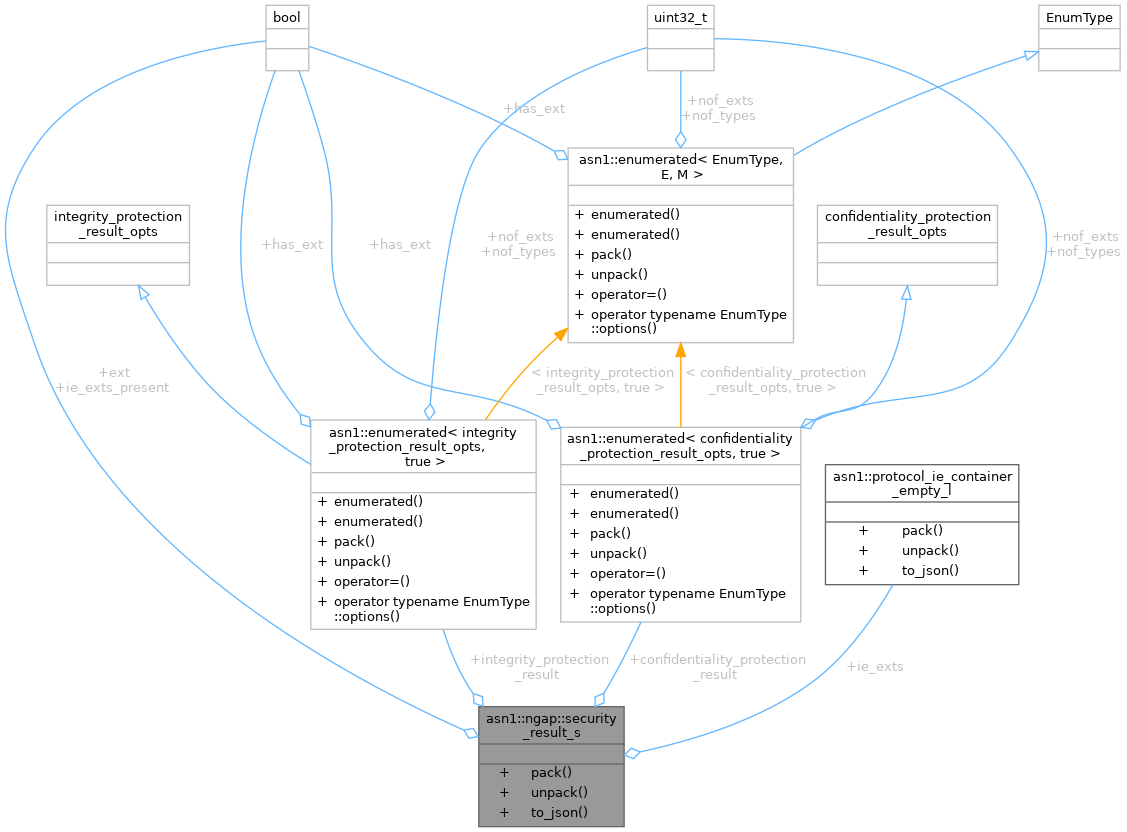 bool
uint32_t
EnumType
+has_ext
+nof_exts
+nof_types
asn1::enumerated< EnumType,
E, M >
+ enumerated()
+ enumerated()
+ pack()
+ unpack()
+ operator=()
+ operator typename EnumType
::options()
integrity_protection
_result_opts
confidentiality_protection
_result_opts
+has_ext
+has_ext
+nof_exts
+nof_types
+nof_exts
+nof_types
+ext
+ie_exts_present
< integrity_protection
_result_opts, true >
< confidentiality_protection
_result_opts, true >
asn1::enumerated< integrity
_protection_result_opts,
true >
+ enumerated()
+ enumerated()
+ pack()
+ unpack()
+ operator=()
+ operator typename EnumType
::options()
asn1::enumerated< confidentiality
_protection_result_opts, true >
+ enumerated()
+ enumerated()
+ pack()
+ unpack()
+ operator=()
+ operator typename EnumType
::options()
asn1::protocol_ie_container
_empty_l
+ pack()
+ unpack()
+ to_json()
+integrity_protection
_result
+confidentiality_protection
_result
+ie_exts
asn1::ngap::security
_result_s
+ pack()
+ unpack()
+ to_json()